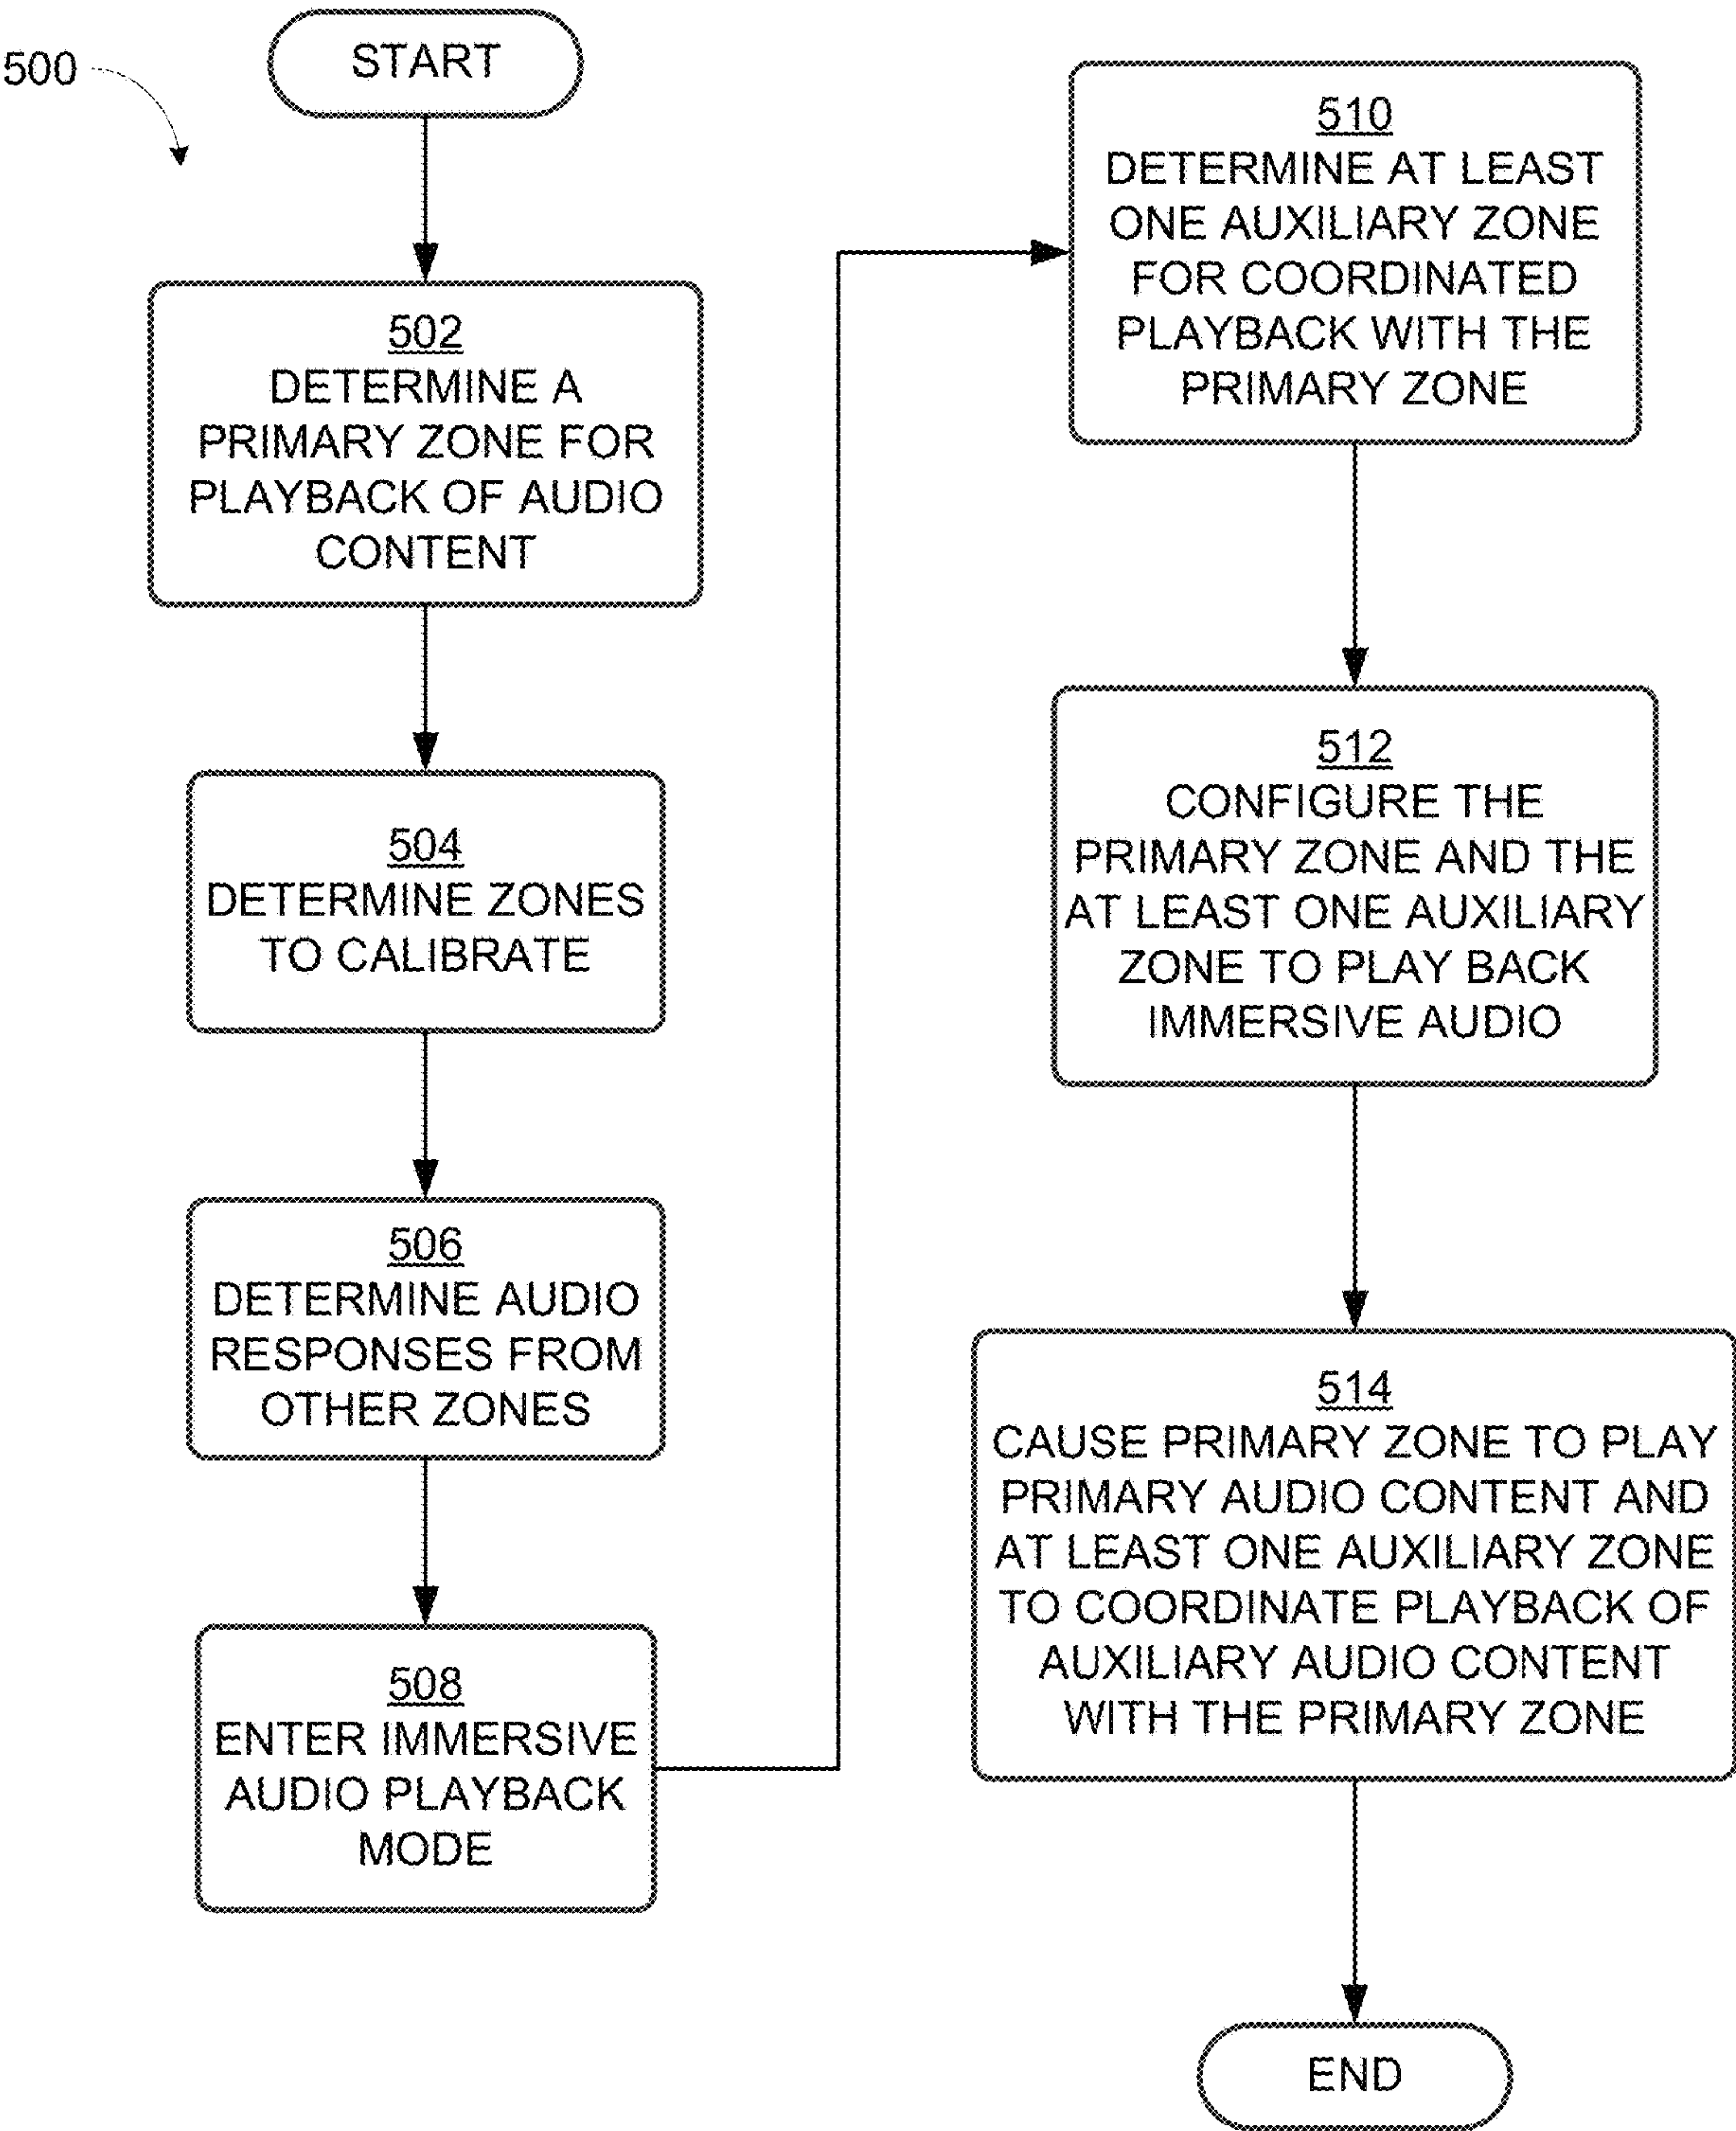 500
START
502
DETERMINE A
PRIMARY ZONE FOR
PLAYBACK OF AUDIO
CONTENT
504
DETERMINE ZONES
TO CALIBRATE
506
DETERMINE AUDIO
RESPONSES FROM
OTHER ZONES
508
ENTER IMMERSIVE
AUDIO PLAYBACK
MODE
510
DETERMINE AT LEAST
ONE AUXILIARY ZONE
FOR COORDINATED
PLAYBACK WITH THE
PRIMARY ZONE
512
CONFIGURE THE
PRIMARY ZONE AND THE
AT LEAST ONE AUXILIARY
ZONE TO PLAY BACK
IMMERSIVE AUDIO
514
CAUSE PRIMARY ZONE TO PLAY
PRIMARY AUDIO CONTENT AND
AT LEAST ONE AUXILIARY ZONE
TO COORDINATE PLAYBACK OF
AUXILIARY AUDIO CONTENT
WITH THE PRIMARY ZONE
END